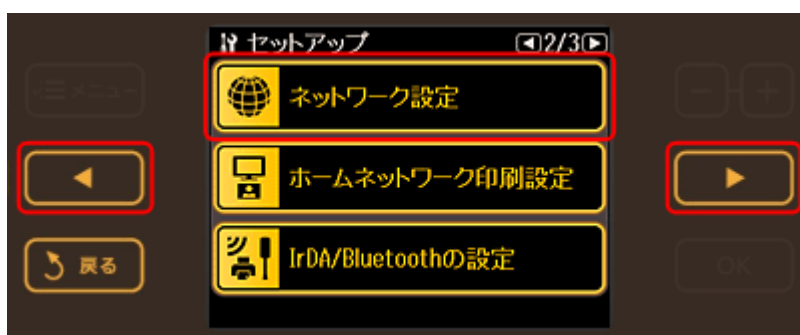 セットアップ
2/3
メニュー
ネットワーク設定
ホームネットワーク印刷設定
戻る
IrDA/Bluetoothの設定
OK